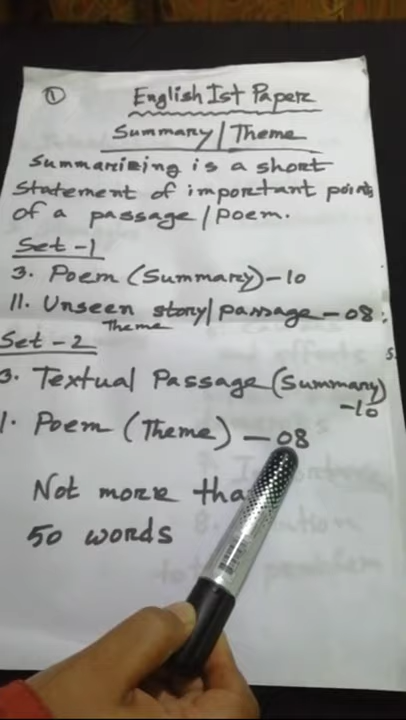 ①
English Ist Paper
Summary/Theme
Summarizing is a short
statement of important points
of a passage/poem.
Set-1
3. Poem (Summary)-10
11. Unseen story/passage-08.
Theme
Set-2
3. Textual Passage (Summary)
-10
1. Poem (Theme)-08
Not more tha
50 words